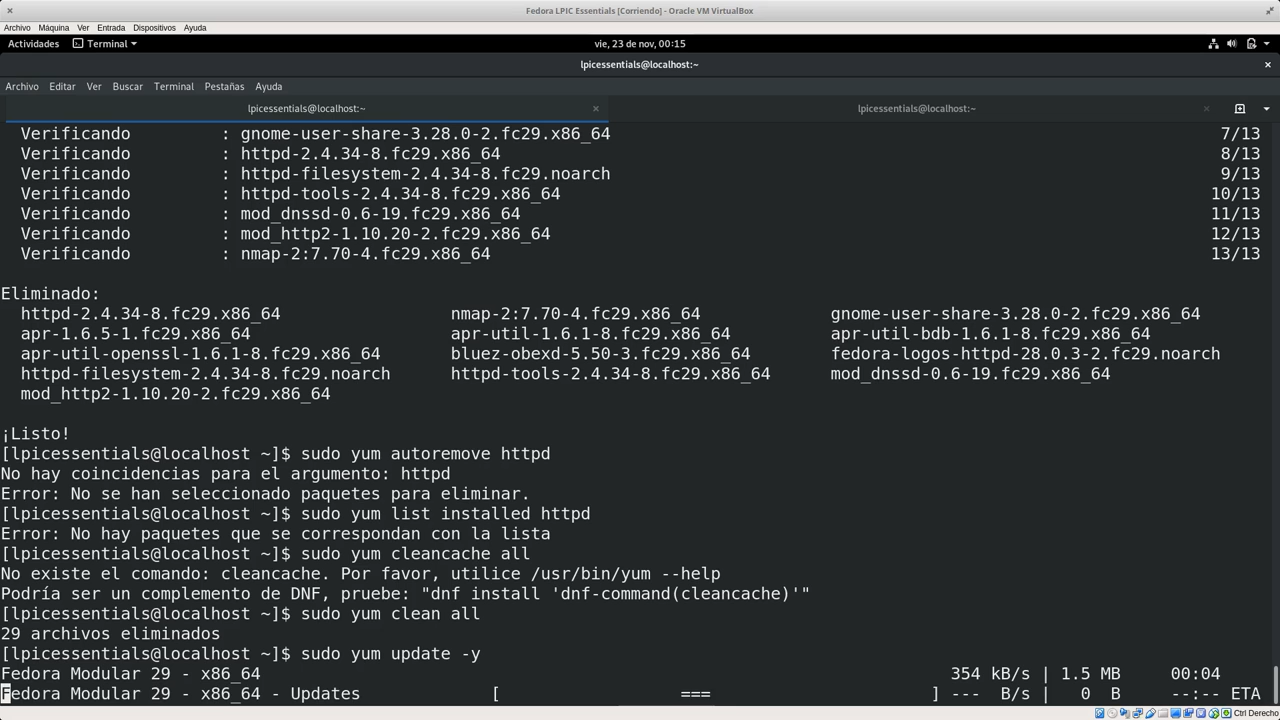 Fedora LPIC Essentials [Corriendo] - Oracle VM VirtualBox
Archivo Máquina Ver Entrada Dispositivos Ayuda
Actividades Terminal vie, 23 de nov, 00:15
lpicessentials@localhost:~
Archivo Editar Ver Buscar Terminal Pestañas Ayuda
lpicessentials@localhost:~ lpicessentials@localhost:~
Verificando : gnome-user-share-3.28.0-2.fc29.x86_64 7/13
Verificando : httpd-2.4.34-8.fc29.x86_64 8/13
Verificando : httpd-filesystem-2.4.34-8.fc29.noarch 9/13
Verificando : httpd-tools-2.4.34-8.fc29.x86_64 10/13
Verificando : mod_dnssd-0.6-19.fc29.x86_64 11/13
Verificando : mod_http2-1.10.20-2.fc29.x86_64 12/13
Verificando : nmap-2:7.70-4.fc29.x86_64 13/13
Eliminado:
httpd-2.4.34-8.fc29.x86_64 nmap-2:7.70-4.fc29.x86_64 gnome-user-share-3.28.0-2.fc29.x86_64
apr-1.6.5-1.fc29.x86_64 apr-util-1.6.1-8.fc29.x86_64 apr-util-bdb-1.6.1-8.fc29.x86_64
apr-util-openssl-1.6.1-8.fc29.x86_64 bluez-obexd-5.50-3.fc29.x86_64 fedora-logos-httpd-28.0.3-2.fc29.noarch
httpd-filesystem-2.4.34-8.fc29.noarch httpd-tools-2.4.34-8.fc29.x86_64 mod_dnssd-0.6-19.fc29.x86_64
mod_http2-1.10.20-2.fc29.x86_64
¡Listo!
[lpicessentials@localhost ~]$ sudo yum autoremove httpd
No hay coincidencias para el argumento: httpd
Error: No se han seleccionado paquetes para eliminar.
[lpicessentials@localhost ~]$ sudo yum list installed httpd
Error: No hay paquetes que se correspondan con la lista
[lpicessentials@localhost ~]$ sudo yum cleancache all
No existe el comando: cleancache. Por favor, utilice /usr/bin/yum --help
Podría ser un complemento de DNF, pruebe: "dnf install 'dnf-command(cleancache)'"
[lpicessentials@localhost ~]$ sudo yum clean all
29 archivos eliminados
[lpicessentials@localhost ~]$ sudo yum update -y
Fedora Modular 29 - x86_64 354 kB/s | 1.5 MB 00:04
Fedora Modular 29 - x86_64 - Updates [ === ] --- B/s | 0 B --:-- ETA
Ctrl Derecho